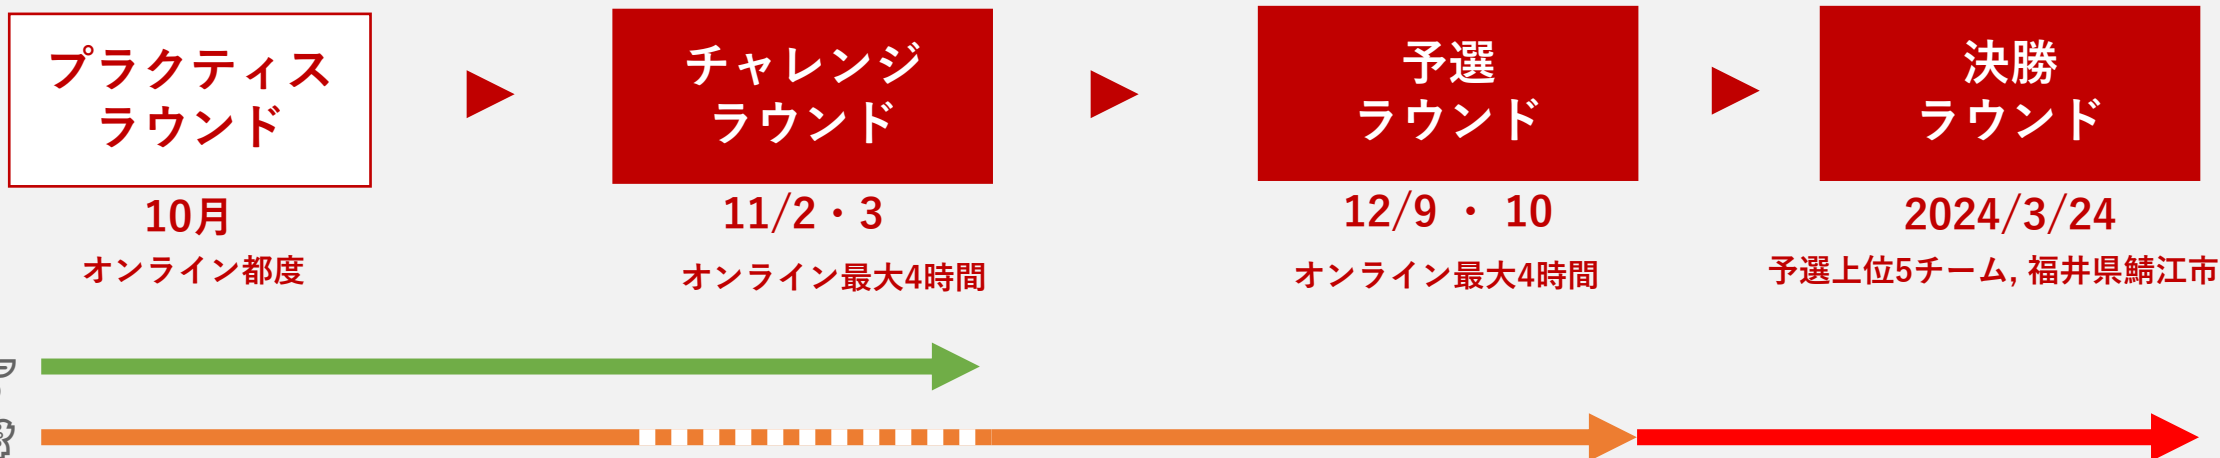 プラクティス
ラウンド
10月
オンライン都度
チャレンジ
ラウンド
11/2・3
オンライン最大4時間
予選
ラウンド
12/9 ・ 10
オンライン最大4時間
決勝
ラウンド
2024/3/24
予選上位5チーム, 福井県鯖江市